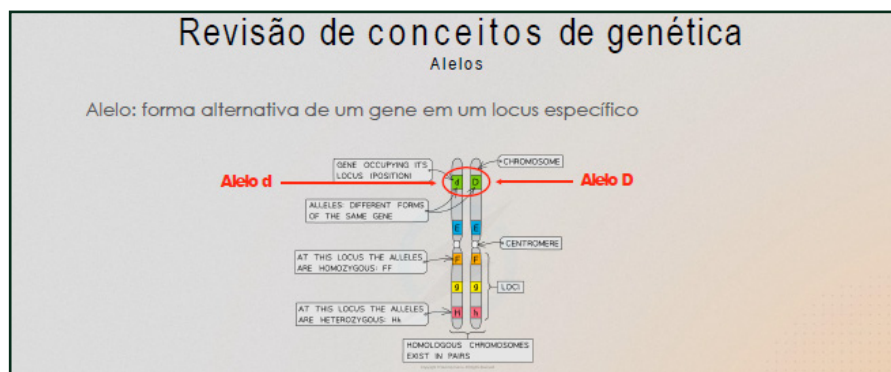 Revisão de conceitos de genética
Alelos
Alelo: forma alternativa de um gene em um locus específico
GENE OCCUPYING ITS
LOCUS (POSITION)
CHROMOSOME
Alelo d
d
D
Alelo D
ALLELES: DIFFERENT FORMS
OF THE SAME GENE
E
E
CENTROMERE
AT THIS LOCUS THE ALLELES
ARE HOMOZYGOUS: FF
F
F
LOCI
g
g
AT THIS LOCUS THE ALLELES
ARE HETEROZYGOUS: Hh
H
h
HOMOLOGOUS CHROMOSOMES
EXIST IN PAIRS